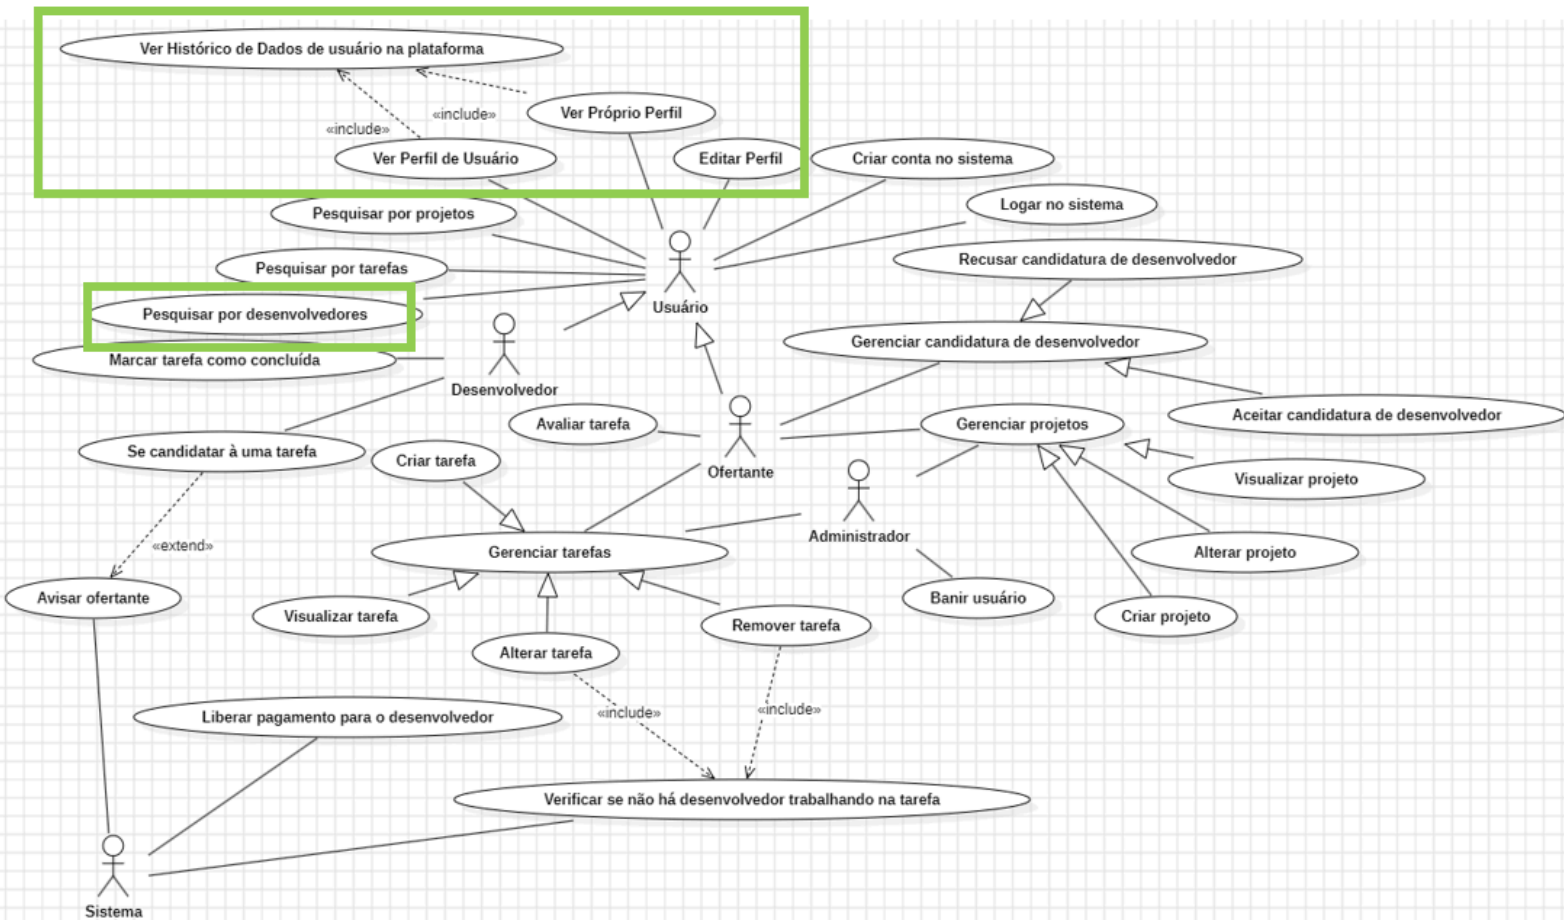 Ver Histórico de Dados de usuário na plataforma
«include»
«include»
Ver Próprio Perfil
Ver Perfil de Usuário
Editar Perfil
Criar conta no sistema
Pesquisar por projetos
Logar no sistema
Pesquisar por tarefas
Recusar candidatura de desenvolvedor
Usuário
Pesquisar por desenvolvedores
Gerenciar candidatura de desenvolvedor
Marcar tarefa como concluída
Desenvolvedor
Aceitar candidatura de desenvolvedor
Avaliar tarefa
Gerenciar projetos
Se candidatar à uma tarefa
Criar tarefa
Ofertante
Visualizar projeto
Administrador
«extend»
Gerenciar tarefas
Alterar projeto
Avisar ofertante
Banir usuário
Visualizar tarefa
Criar projeto
Remover tarefa
Alterar tarefa
Liberar pagamento para o desenvolvedor
«include»
«include»
Verificar se não há desenvolvedor trabalhando na tarefa
Sistema